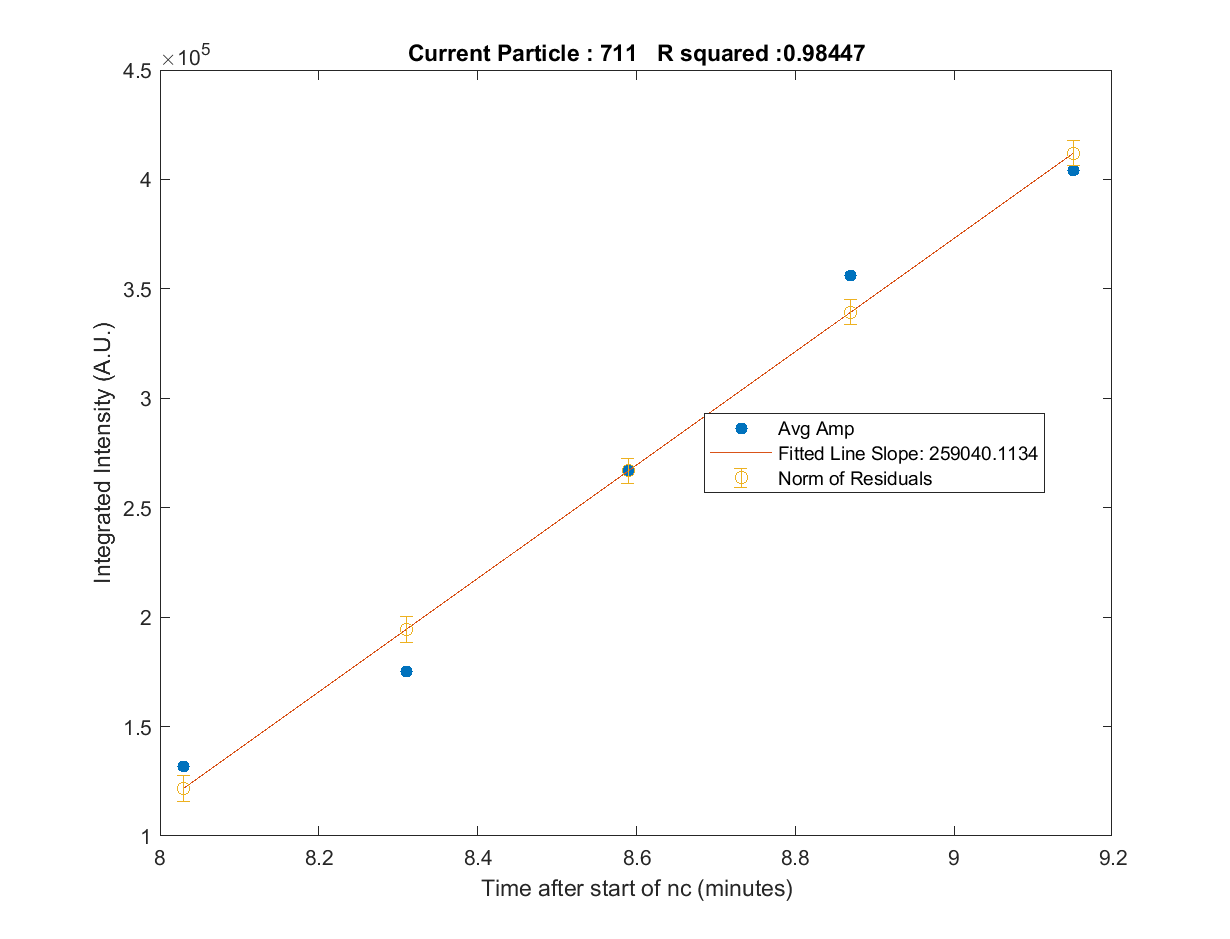 Current Particle : 711   R squared :0.98447
×10^5
4.5
4
3.5
3
2.5
2
1.5
1
Integrated Intensity (A.U.)
Avg Amp
Fitted Line Slope: 259040.1134
Norm of Residuals
8 8.2 8.4 8.6 8.8 9 9.2
Time after start of nc (minutes)